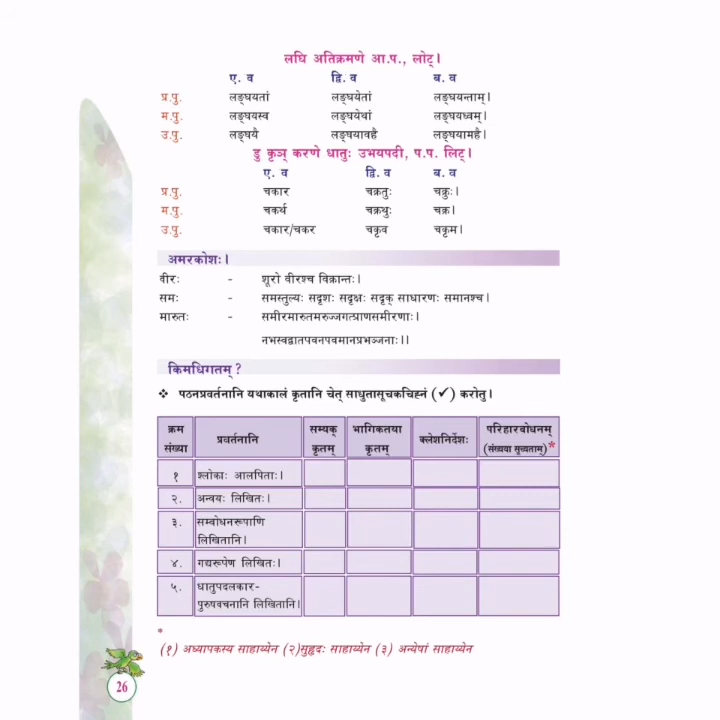 लघि अतिक्रमणे आ.प., लोट्।
ए. व द्वि. व ब. व
प्र.पु. लङ्घयतां लङ्घयेतां लङ्घयन्ताम्।
म.पु. लङ्घयस्व लङ्घयेथां लङ्घयध्वम्।
उ.पु. लङ्घयै लङ्घयावहै लङ्घयामहै।
डु कृञ् करणे धातुः उभयपदी, प.प. लिट्।
ए. व द्वि. व ब. व
प्र.पु. चकार चक्रतुः चक्रुः।
म.पु. चकर्थ चक्रथुः चक्र।
उ.पु. चकार/चकर चकृव चकृम।
अमरकोशः।
वीरः - शूरो वीरश्च विक्रान्तः।
समः - समस्तुल्यः सदृशः सदृक्षः सदृक् साधारणः समानश्च।
मारुतः - समीरमारुतमरुज्जगत्प्राणसमीरणाः।
नभस्वद्वातपवनपवमानप्रभञ्जनाः।।
किमधिगतम् ?
❖ पठनप्रवर्तनानि यथाकालं कृतानि चेत् साधुतासूचकचिह्नं (✓) करोतु।
क्रम संख्या प्रवर्तनानि सम्यक् कृतम् भागिकतया कृतम् क्लेशनिर्देशः परिहारबोधनम् (संख्यया सूच्यताम्)*
१ श्लोकाः आलपिताः।
२. अन्वयः लिखितः।
३. सम्बोधनरूपाणि
लिखितानि।
४. गद्यरूपेण लिखितः।
५. धातुपदलकार-
पुरुषवचनानि लिखितानि।
*
(१) अध्यापकस्य साहाय्येन (२)सुहृदः साहाय्येन (३) अन्येषां साहाय्येन
26